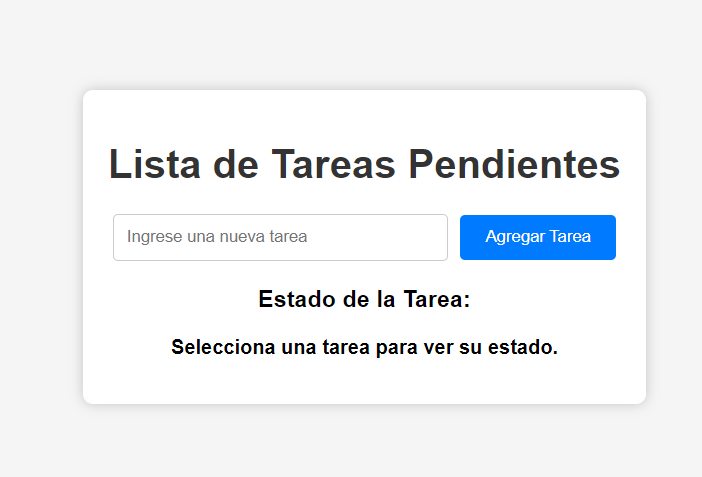 Lista de Tareas Pendientes
Ingrese una nueva tarea
Agregar Tarea
Estado de la Tarea:
Selecciona una tarea para ver su estado.